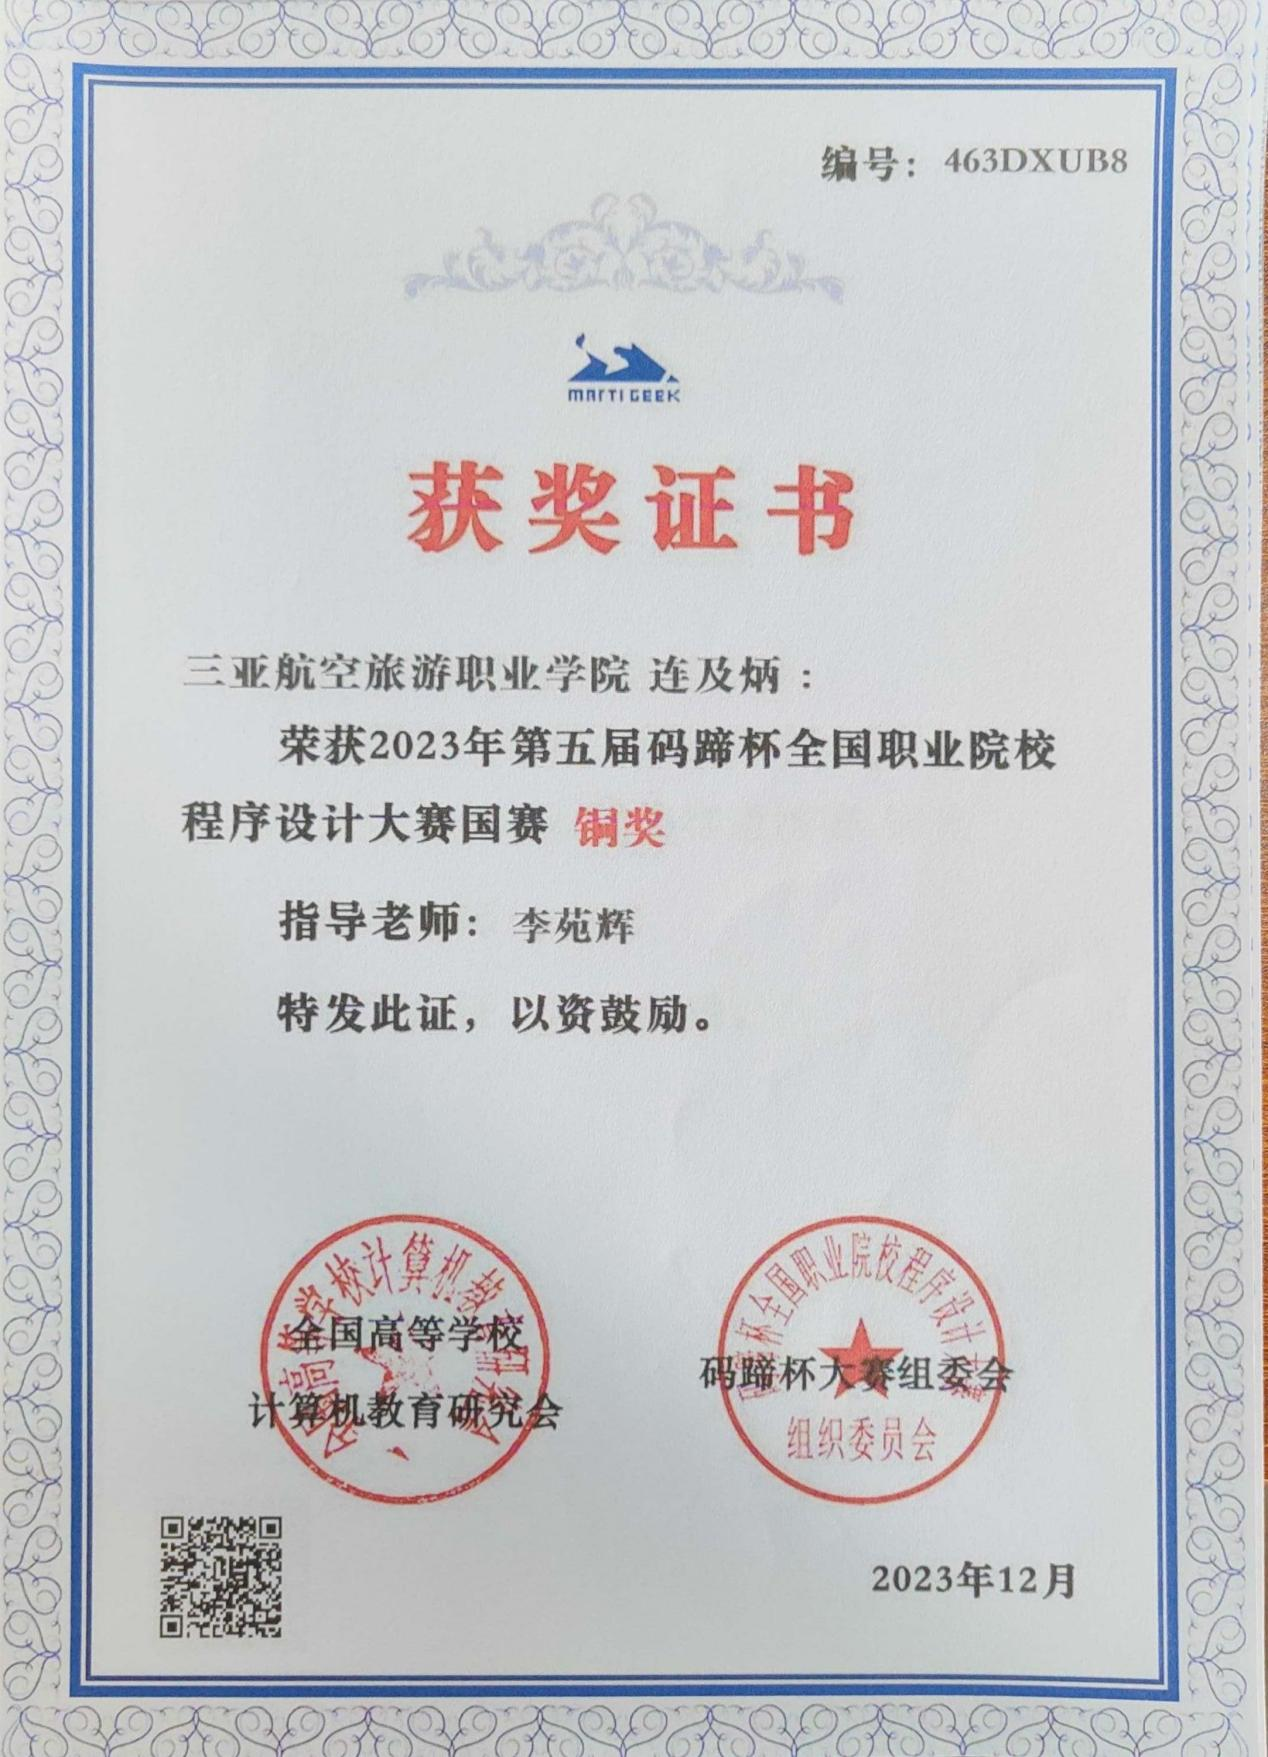 编号：463DXUB8
MATTI GEEK
获奖证书
三亚航空旅游职业学院 连及炳：
荣获2023年第五届码蹄杯全国职业院校
程序设计大赛国赛 铜奖
指导老师：李苑辉
特发此证，以资鼓励。
全国高等学校
计算机教育研究会
码蹄杯大赛组委会
组织委员会
2023年12月